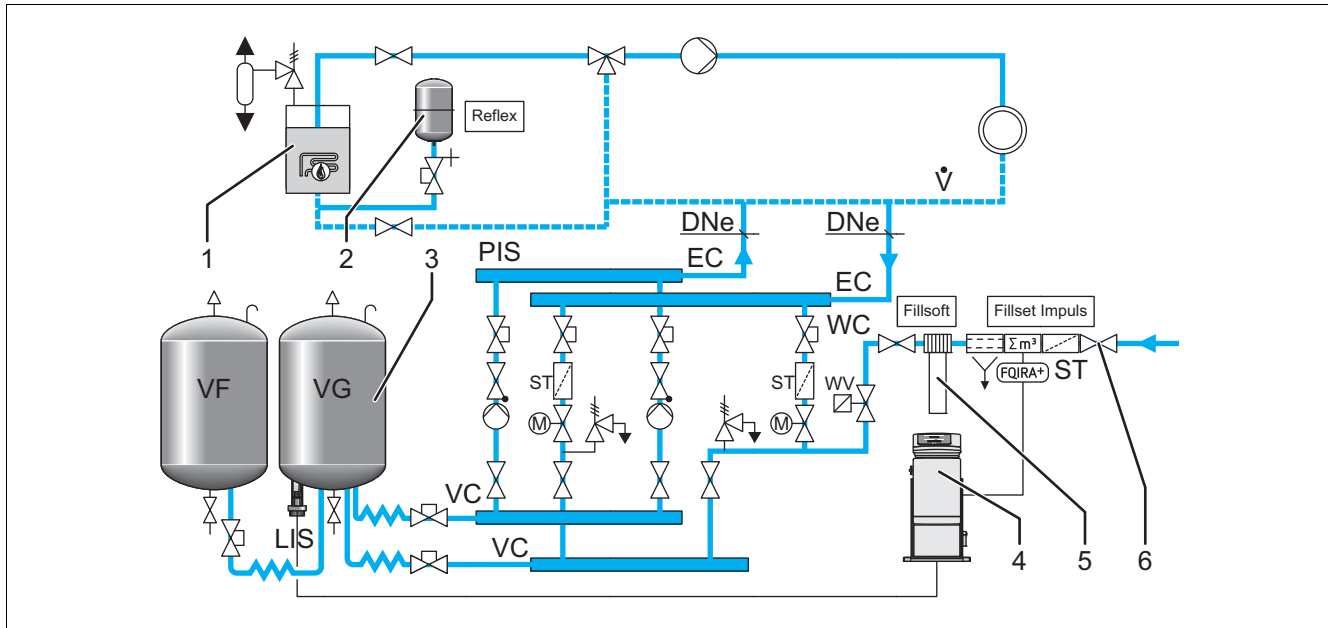 Reflex
V̇
1
2
3
DNe
DNe
PIS
EC
EC
WC
Fillsoft
Fillset Impuls
Σm³
FQIRA+
ST
VF
VG
ST
ST
WV
M
M
LIS
VC
VC
4
5
6